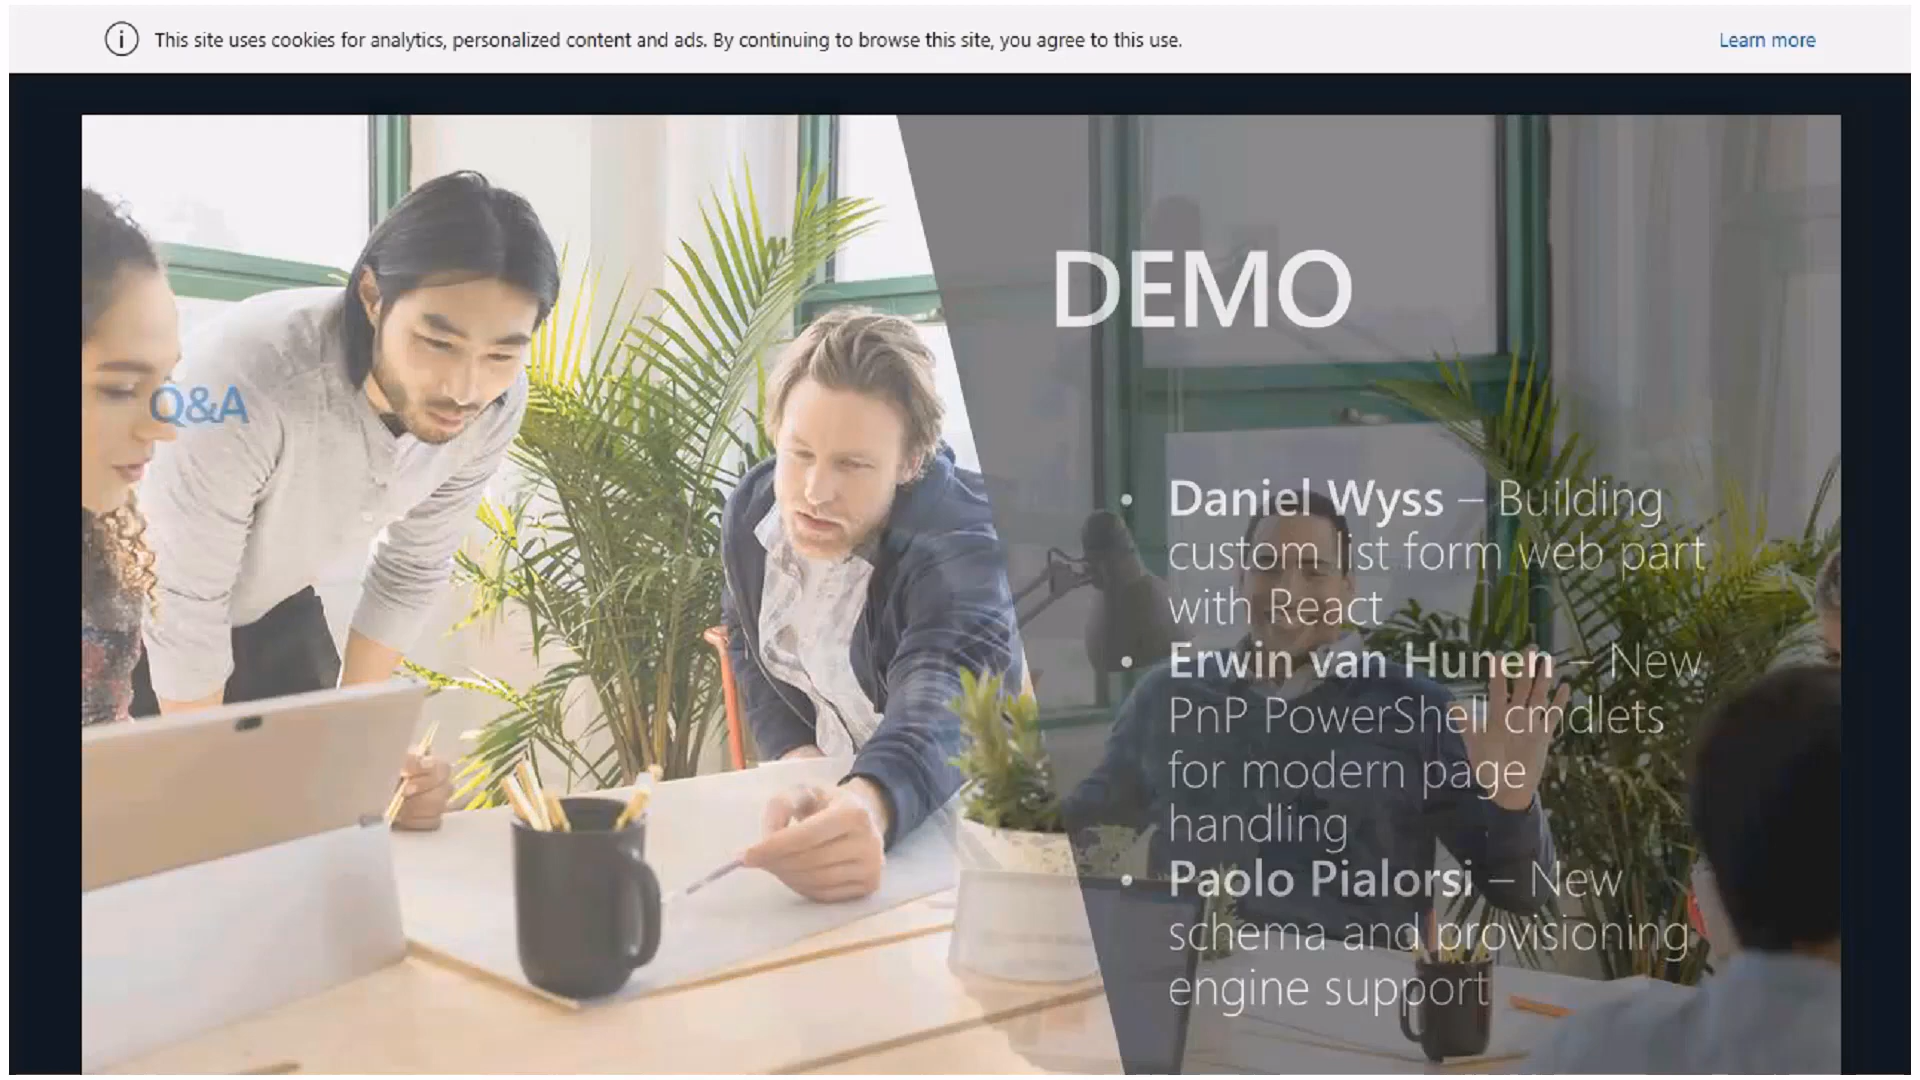 This site uses cookies for analytics, personalized content and ads. By continuing to browse this site, you agree to this use.
Learn more
DEMO
Q&A
• Daniel Wyss – Building
custom list form web part
with React
• Erwin van Hunen – New
PnP PowerShell cmdlets
for modern page
handling
• Paolo Pialorsi – New
schema and provisioning
engine support